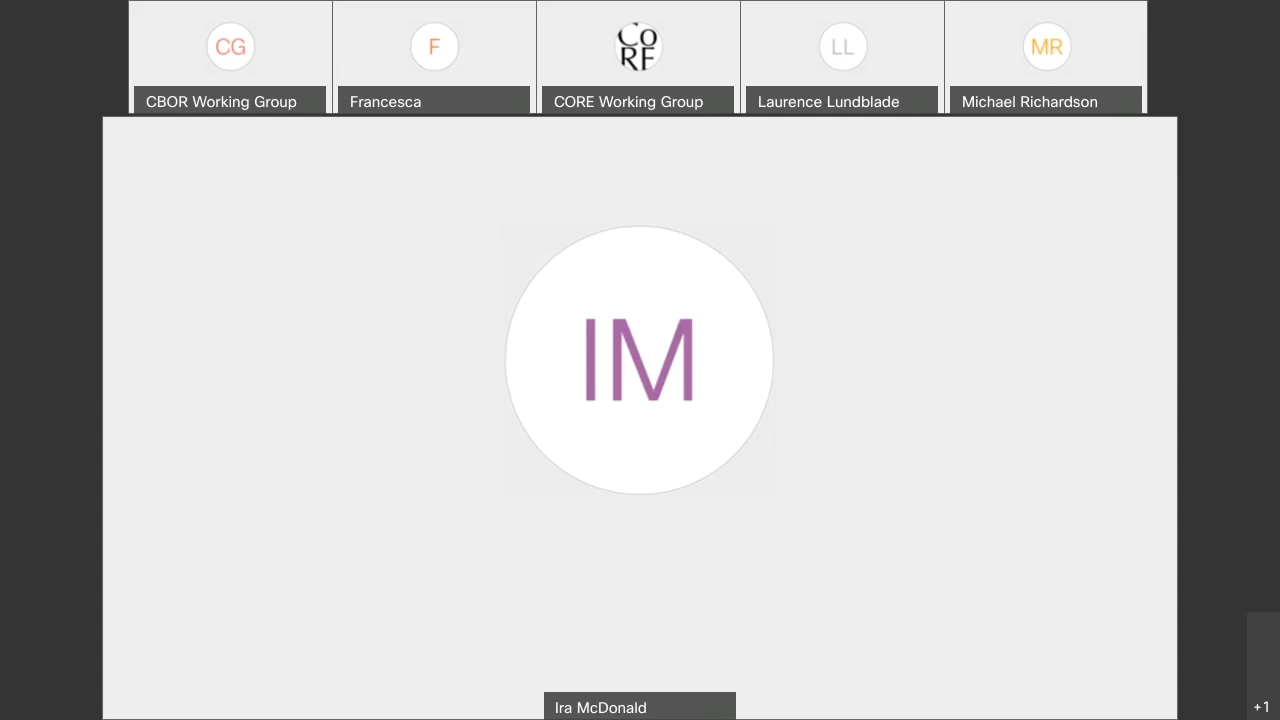 CG
F
Co
RE
LL
MR
CBOR Working Group
Francesca
CORE Working Group
Laurence Lundblade
Michael Richardson
IM
Ira McDonald
+1